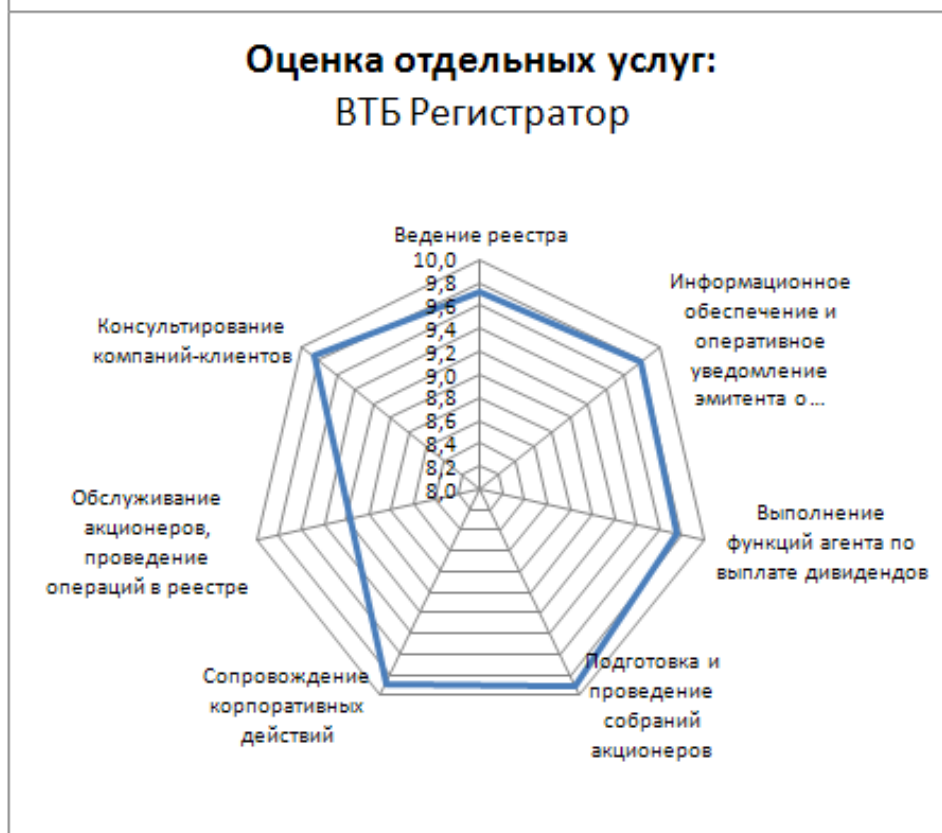 Оценка отдельных услуг:
ВТБ Регистратор
Ведение реестра
10,0
9,8
9,6
9,4
9,2
9,0
8,8
8,6
8,4
8,2
8,0
Информационное
обеспечение и
оперативное
уведомление
эмитента о...
Выполнение
функций агента по
выплате дивидендов
Подготовка и
проведение
собраний
акционеров
Сопровождение
корпоративных
действий
Обслуживание
акционеров,
проведение
операций в реестре
Консультирование
компаний-клиентов